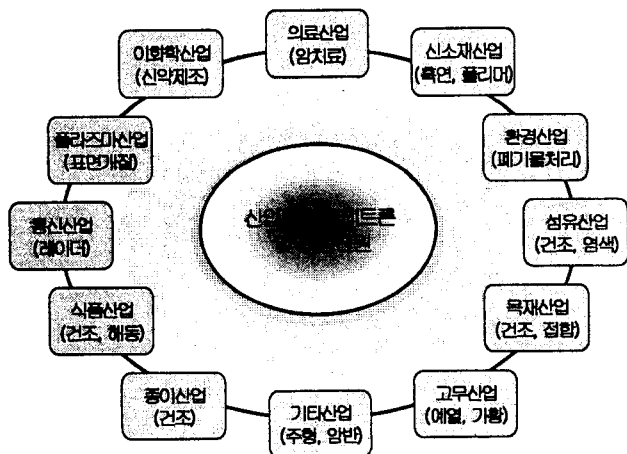 의료산업
(암치료)
신소재산업
(흑연, 폴리머)
환경산업
(폐기물처리)
섬유산업
(건조, 염색)
목재산업
(건조, 접합)
고무산업
(예열, 가황)
기타산업
(주형, 암반)
종이산업
(건조)
식품산업
(건조, 해동)
통신산업
(레이더)
플라즈마산업
(표면개질)
이화학산업
(신약제조)